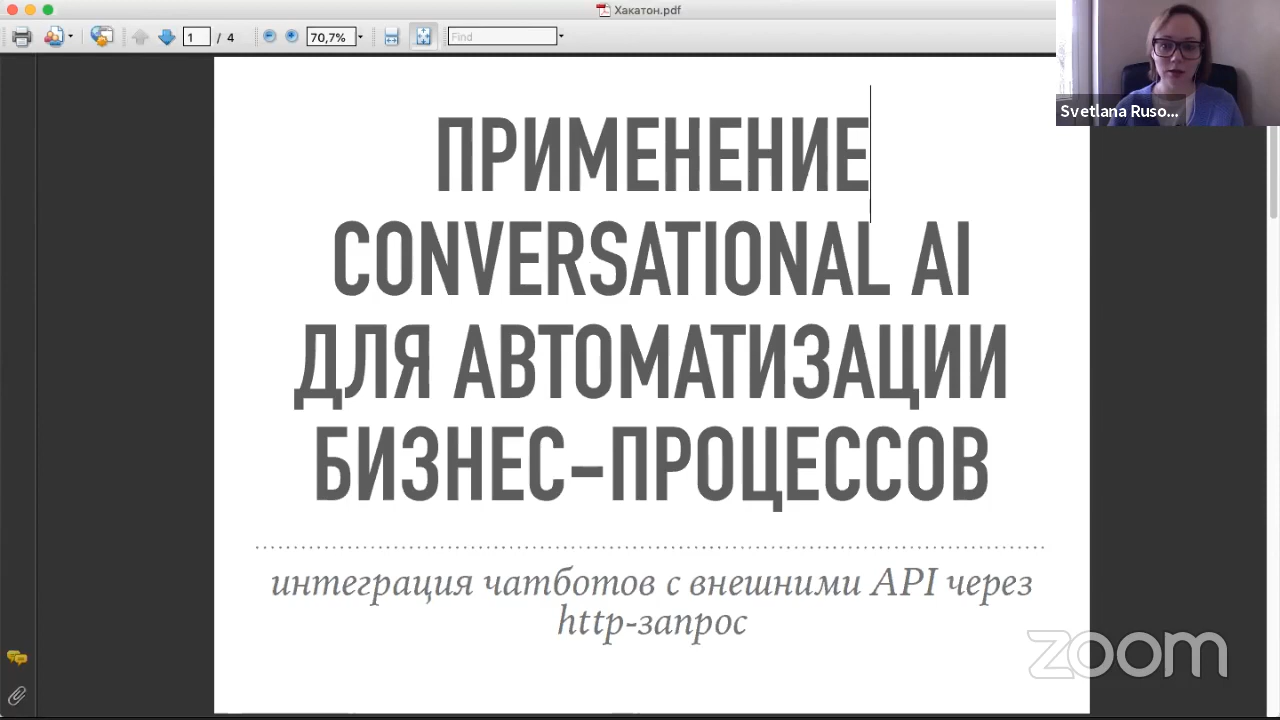 Хакатон.pdf
1 / 4
70,7%
Find
Svetlana Ruso...
ПРИМЕНЕНИЕ
CONVERSATIONAL AI
ДЛЯ АВТОМАТИЗАЦИИ
БИЗНЕС-ПРОЦЕССОВ
интеграция чатботов с внешними API через
http-запрос
zoom